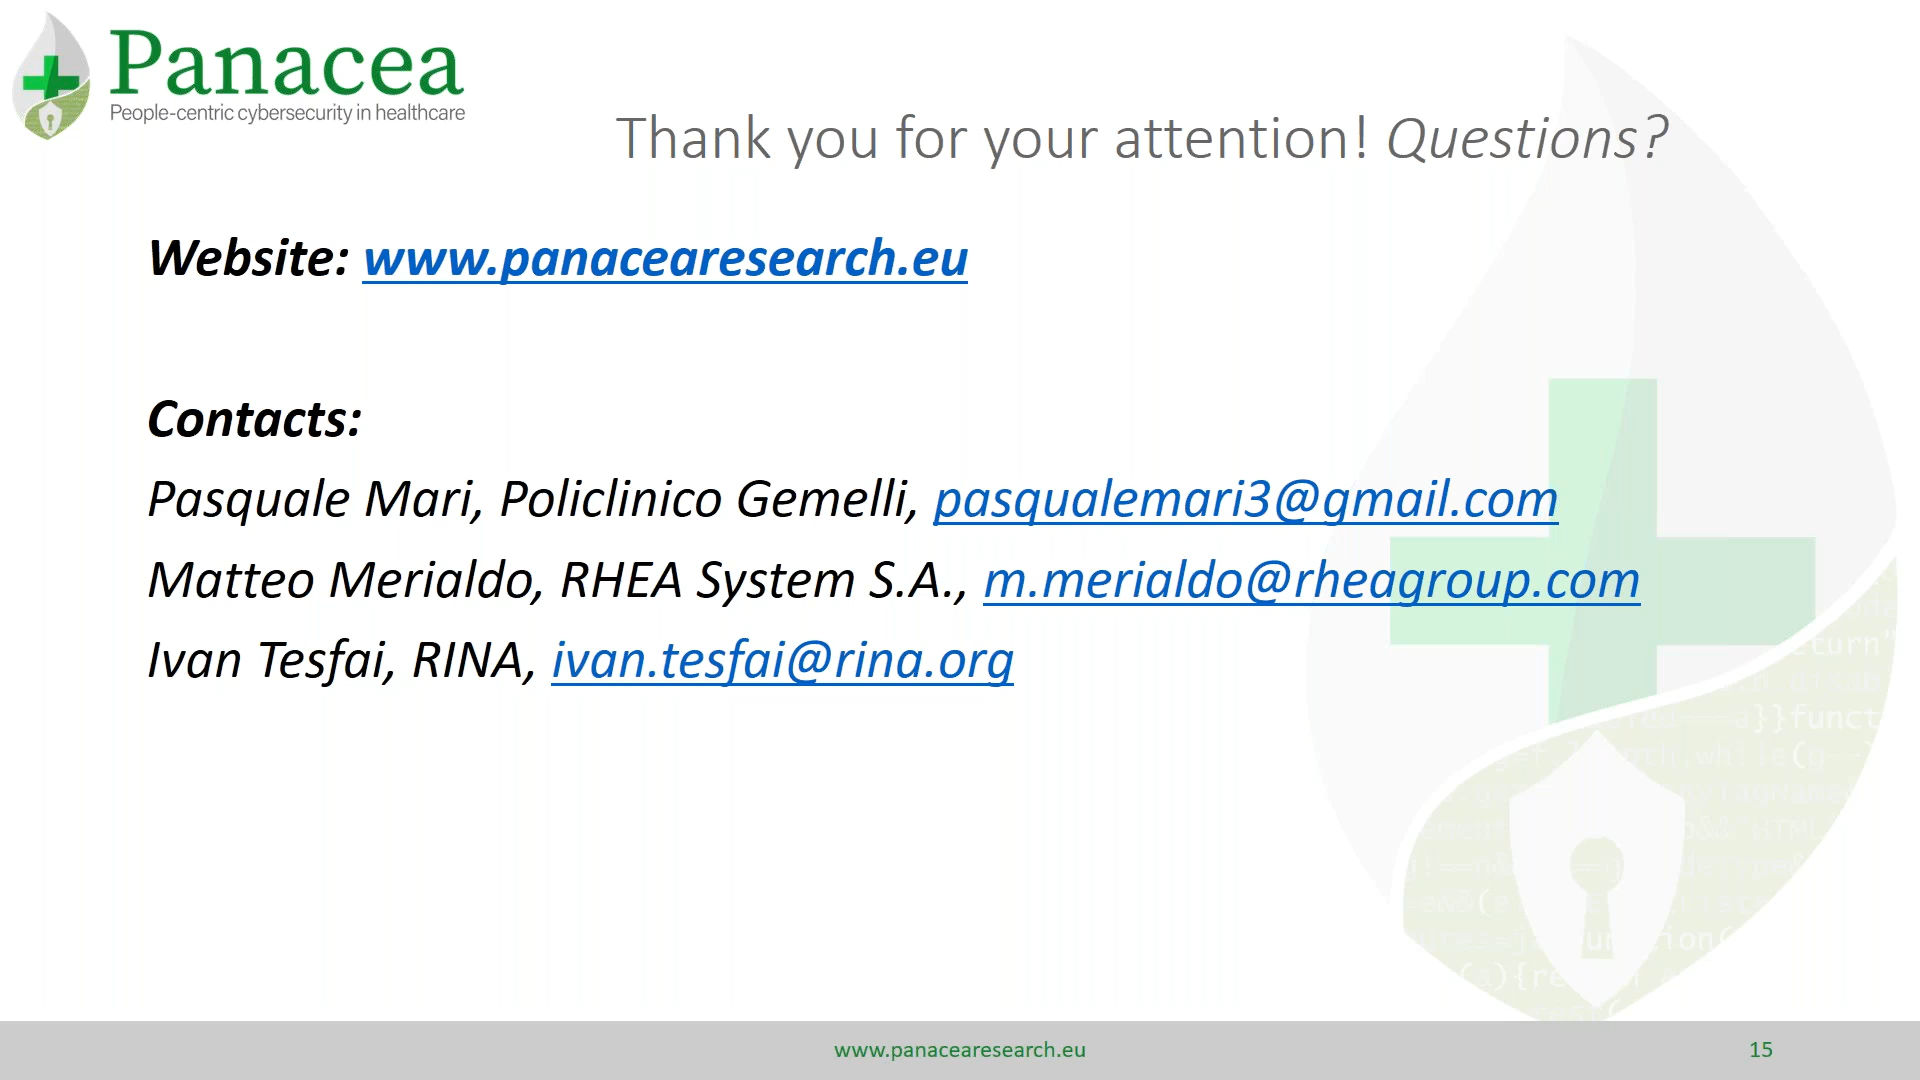 Panacea
People-centric cybersecurity in healthcare
Thank you for your attention! Questions?
Website: www.panacearesearch.eu
Contacts:
Pasquale Mari, Policlinico Gemelli, pasqualemari3@gmail.com
Matteo Merialdo, RHEA System S.A., m.merialdo@rheagroup.com
Ivan Tesfai, RINA, ivan.tesfai@rina.org
www.panacearesearch.eu
15